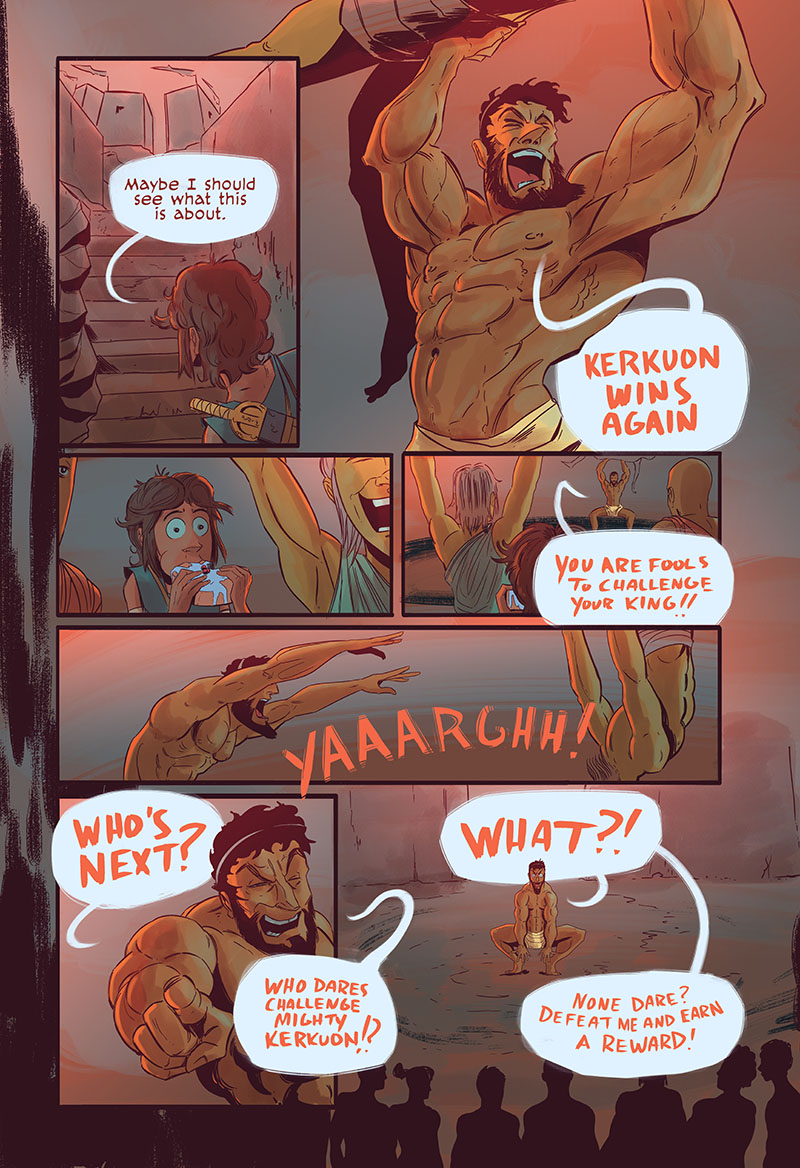 Maybe I should
see what this
is about.
KERKUON
WINS
AGAIN
YOU ARE FOOLS
TO CHALLENGE
YOUR KING!!
YAAARGHH!
WHO'S
NEXT?
WHO DARES
CHALLENGE
MIGHTY
KERKUON!?
WHAT?!
NONE DARE?
DEFEAT ME AND EARN
A REWARD!